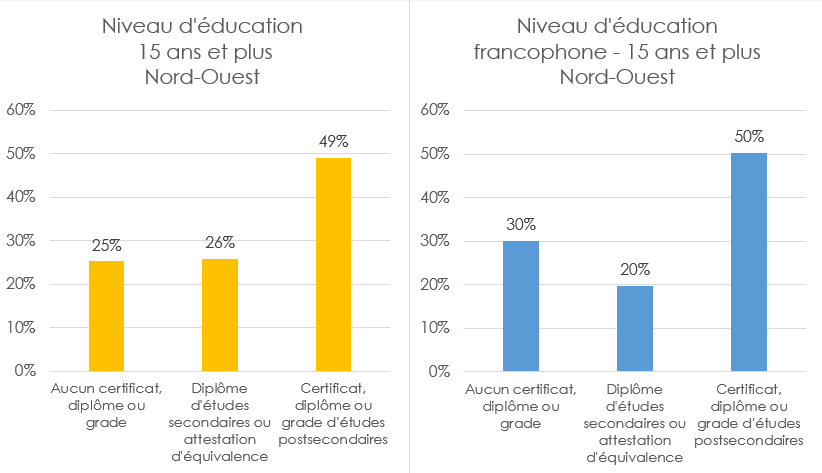 Niveau d'éducation
15 ans et plus
Nord-Ouest
60%
50%
40%
30%
20%
10%
0%
25%
26%
49%
Aucun certificat,
diplôme ou
grade
Diplôme
d'études
secondaires ou
attestation
d'équivalence
Certificat,
diplôme ou
grade d'études
postsecondaires
Niveau d'éducation
francophone - 15 ans et plus
Nord-Ouest
60%
50%
40%
30%
20%
10%
0%
30%
20%
50%
Aucun certificat,
diplôme ou
grade
Diplôme
d'études
secondaires ou
attestation
d'équivalence
Certificat,
diplôme ou
grade d'études
postsecondaires